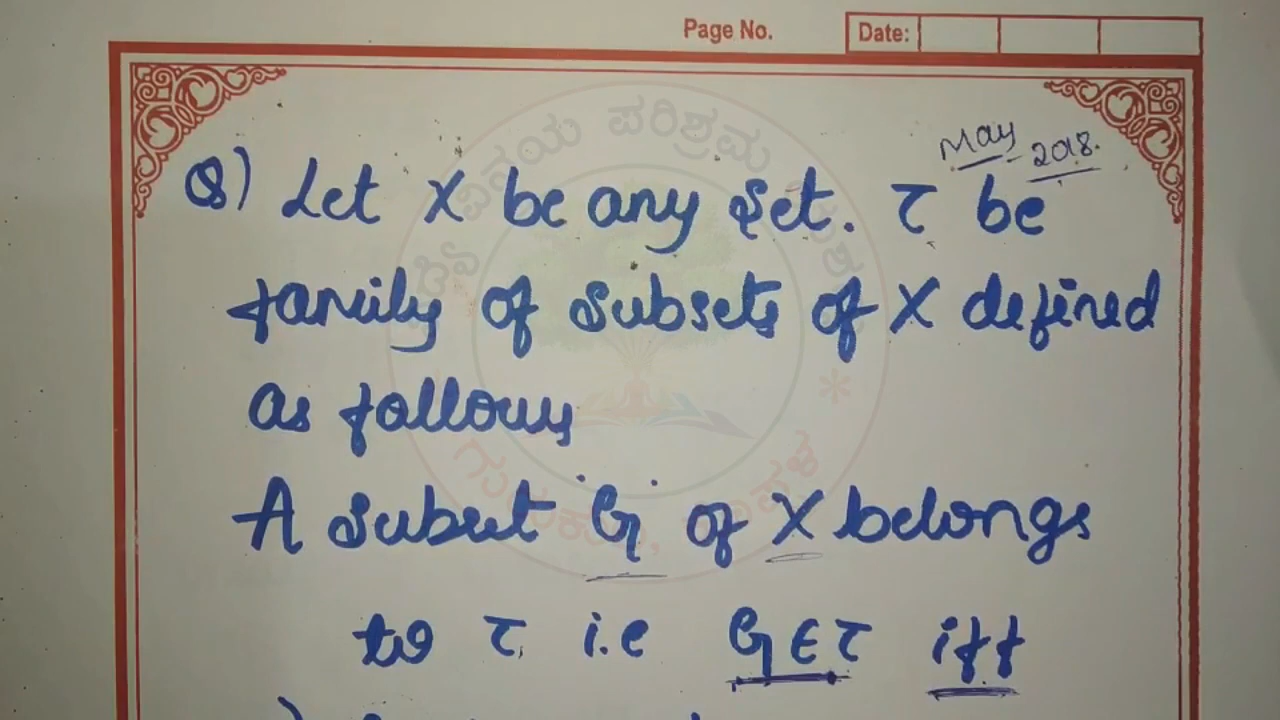 Page No.
Date:
May 2018.
Q) Let X be any set. τ be
family of subsets of X defined
as follows
A subset 'G' of X belongs
to τ i.e G∈τ iff